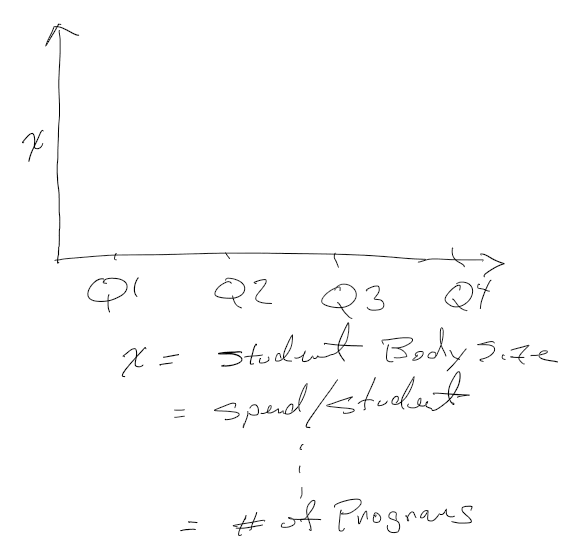 x
Q1 Q2 Q3 Q4
x = Student Body Size
= Spend/Student
= # of Programs